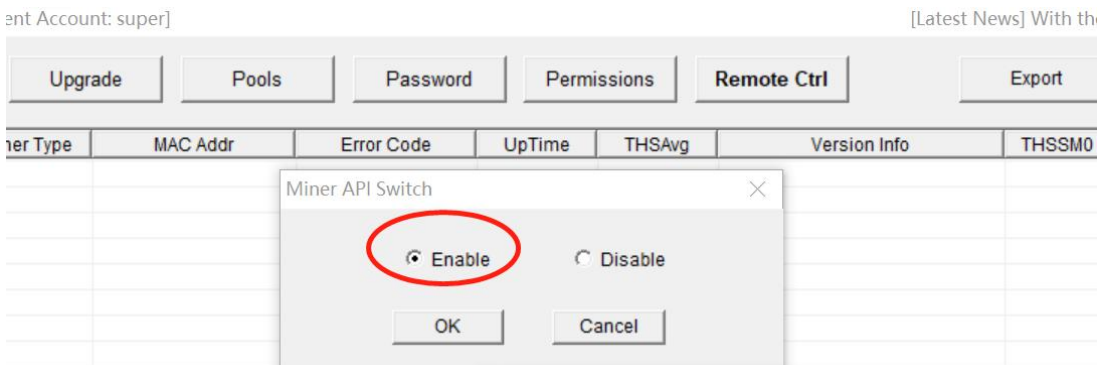 ent Account: super] [Latest News] With the
Upgrade Pools Password Permissions Remote Ctrl Export
ner Type MAC Addr Error Code UpTime THSAvg Version Info THSSM0
Miner API Switch
Enable Disable
OK Cancel